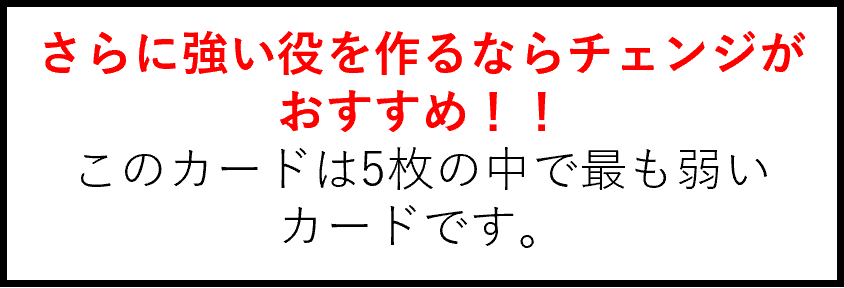 さらに強い役を作るならチェンジが
おすすめ！！
このカードは5枚の中で最も弱い
カードです。